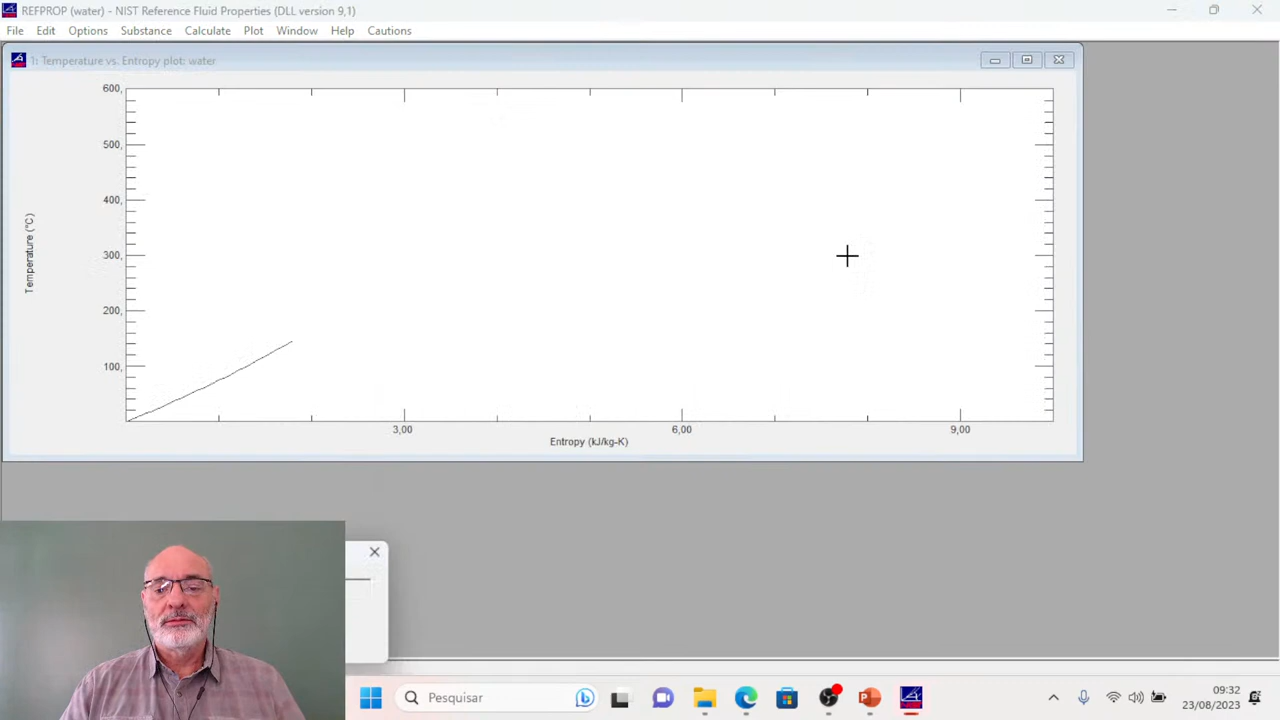 REFPROP (water) - NIST Reference Fluid Properties (DLL version 9,1)
File Edit Options Substance Calculate Plot Window Help Cautions
1: Temperature vs. Entropy plot: water
600,
500,
400,
300,
200,
100,
Temperature (°C)
3,00 6,00 9,00
Entropy (kJ/kg-K)
Pesquisar
09:32
23/08/2023